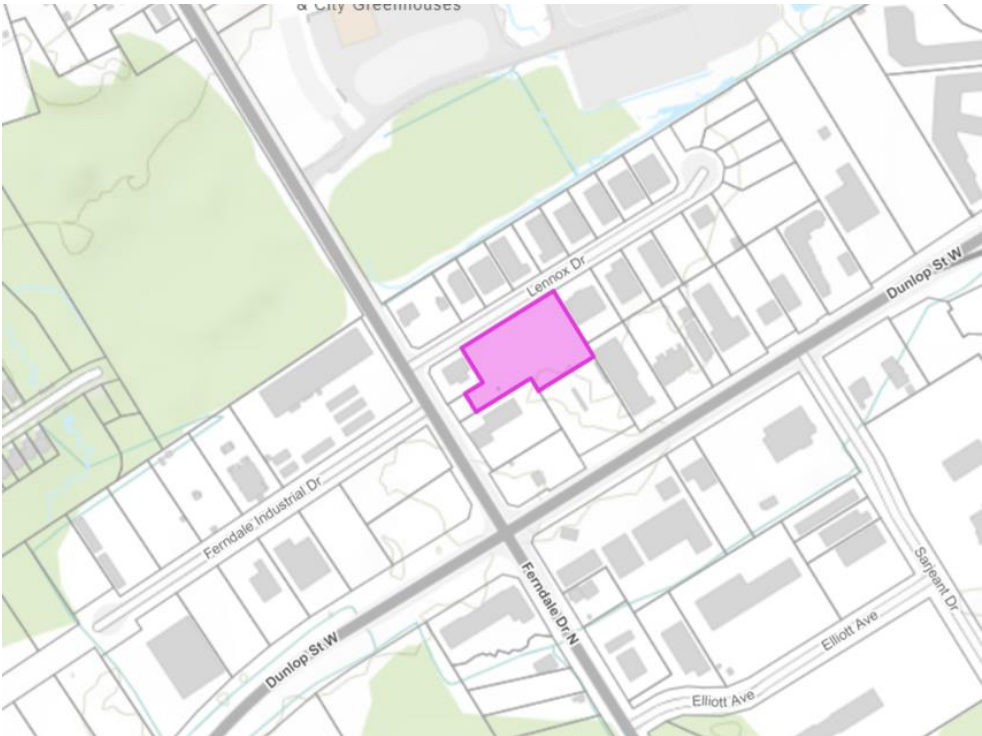 & City Greenhouses
Lennox Dr
Dunlop St W
Ferndale Industrial Dr
Ferndale Dr N
Sarjeant Dr
Elliott Ave
Dunlop St W
Elliott Ave